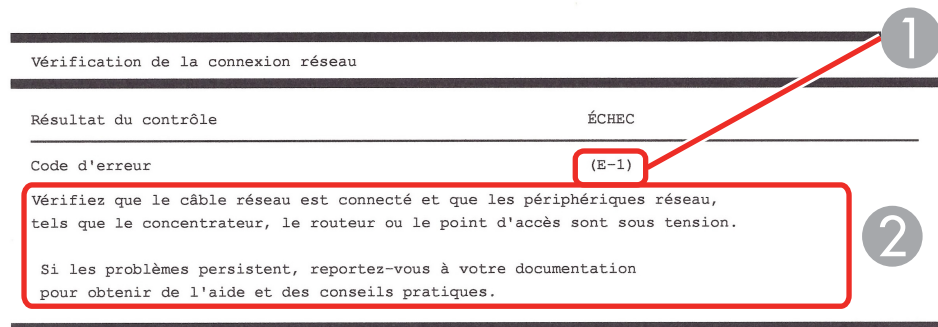 1
Vérification de la connexion réseau
Résultat du contrôle ÉCHEC
Code d'erreur (E-1)
Vérifiez que le câble réseau est connecté et que les périphériques réseau,
tels que le concentrateur, le routeur ou le point d'accès sont sous tension.
2
Si les problèmes persistent, reportez-vous à votre documentation
pour obtenir de l'aide et des conseils pratiques.